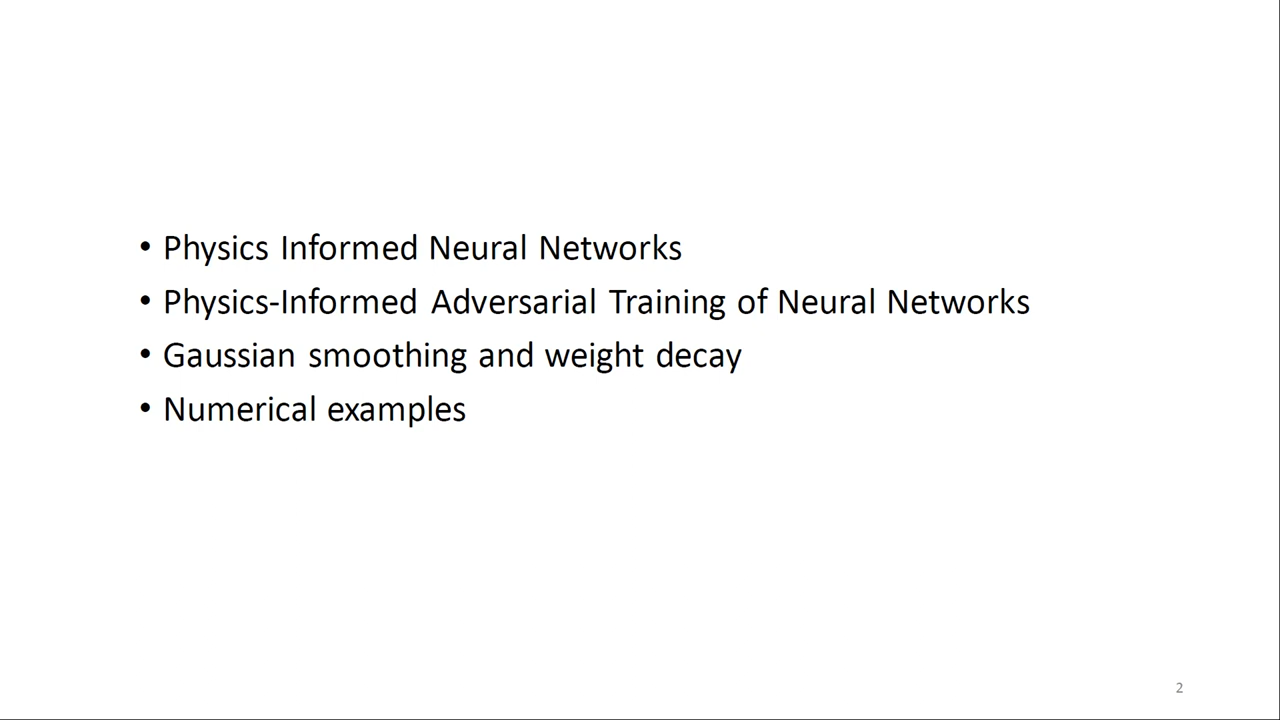 • Physics Informed Neural Networks
• Physics-Informed Adversarial Training of Neural Networks
• Gaussian smoothing and weight decay
• Numerical examples
2